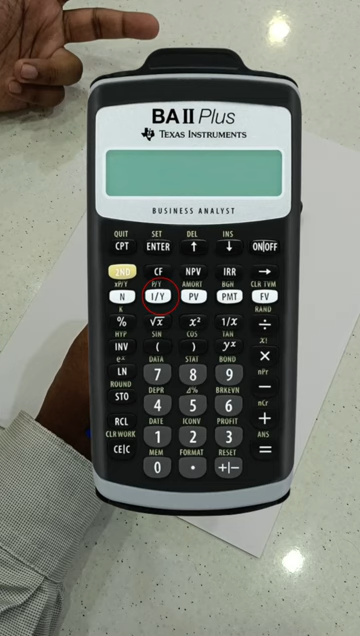 BA II Plus
TEXAS INSTRUMENTS
BUSINESS ANALYST
QUIT SET DEL INS
CPT ENTER ↑ ↓ ON|OFF
2ND CF NPV IRR →
xP/Y P/Y AMORT BGN CLR TVM
N I/Y PV PMT FV
K RAND
% √x x² 1/x ÷
HYP SIN COS TAN x!
INV ( ) yˣ ×
eˣ DATA STAT BOND nPr
LN 7 8 9 −
ROUND DEPR Δ% BRKEVN nCr
STO 4 5 6 +
DATE ICONV PROFIT ANS
RCL 1 2 3 =
CLR WORK MEM FORMAT RESET
CE|C 0 . +|−